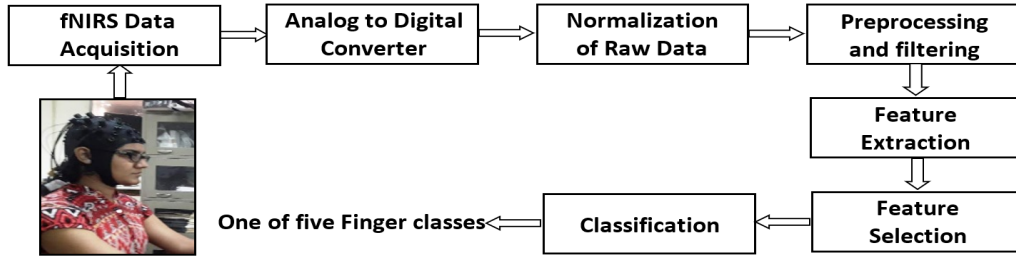 fNIRS Data
Acquisition
Analog to Digital
Converter
Normalization
of Raw Data
Preprocessing
and filtering
Feature
Extraction
Feature
Selection
Classification
One of five Finger classes